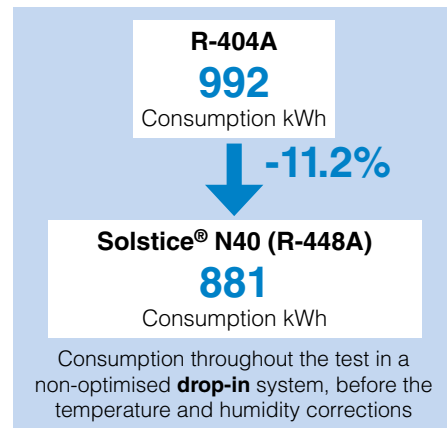 R-404A
992
Consumption kWh
-11.2%
Solstice® N40 (R-448A)
881
Consumption kWh
Consumption throughout the test in a
non-optimised drop-in system, before the
temperature and humidity corrections